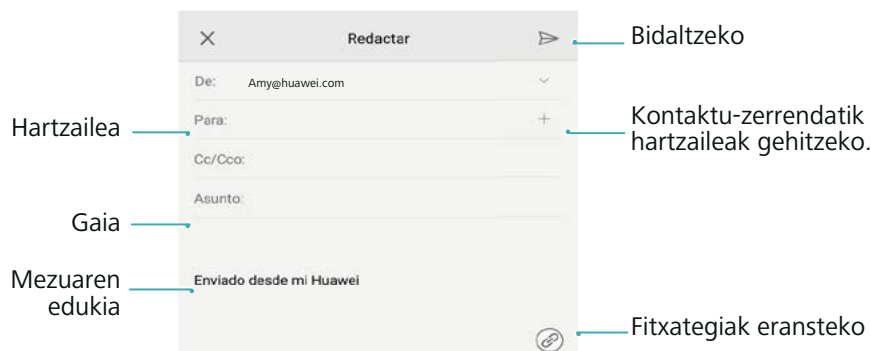 Redactar
Bidaltzeko
De: Amy@huawei.com
Hartzailea
Para:
Kontaktu-zerrendatik
hartzaileak gehitzeko.
Cc/Cco:
Asunto:
Gaia
Mezuaren
edukia
Enviado desde mi Huawei
Fitxategiak eransteko